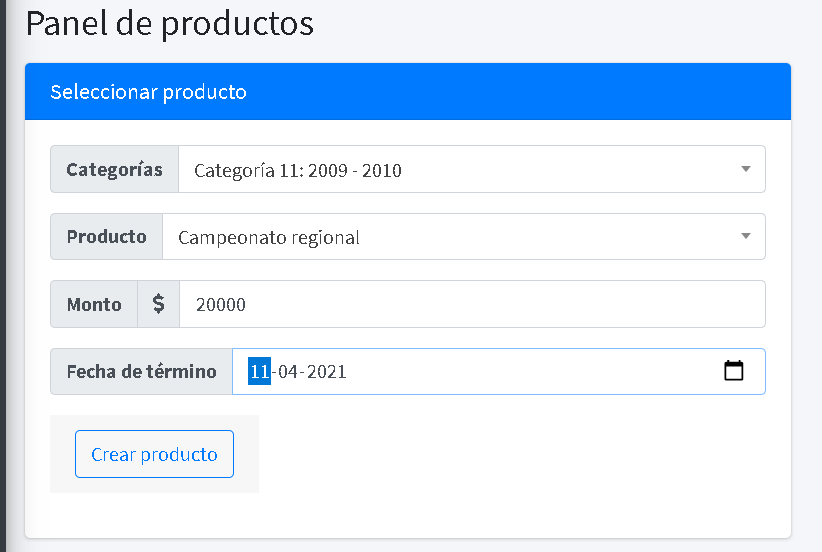 Panel de productos
Seleccionar producto
Categorías Categoría 11: 2009 - 2010
Producto Campeonato regional
Monto $ 20000
Fecha de término 11-04-2021
Crear producto